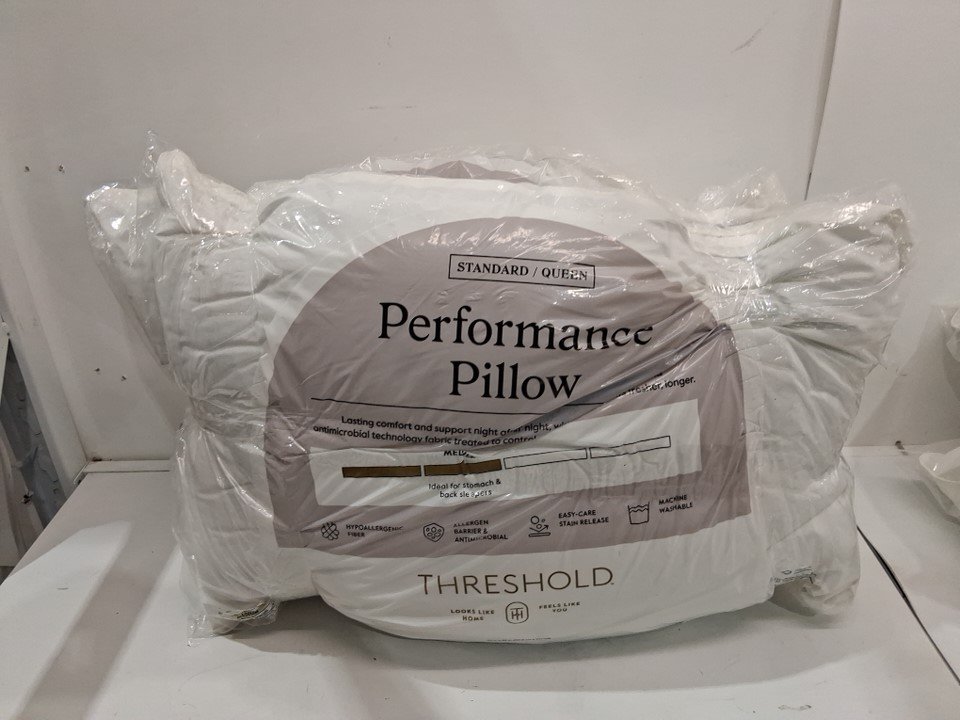 STANDARD / QUEEN
Performance
Pillow
Lasting comfort and support night after night,
fresher, longer.
antimicrobial technology fabric treated to control
Ideal for stomach &
back sleepers
HYPOALLERGENIC
FIBER
ALLERGEN
BARRIER &
ANTIMICROBIAL
EASY-CARE
STAIN RELEASE
MACHINE
WASHABLE
THRESHOLD
LOOKS LIKE
HOME
FEELS LIKE
YOU